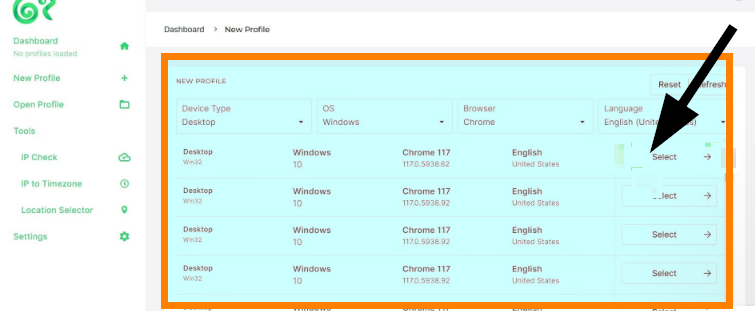 Dashboard
No profiles loaded
New Profile
Open Profile
Tools
IP Check
IP to Timezone
Location Selector
Settings
Dashboard > New Profile
NEW PROFILE
Reset
Device Type OS Browser Language
Desktop Windows Chrome English (United
Desktop Windows Chrome 117 English Select
Win32 10 117.0.5938.62 United States
Desktop Windows Chrome 117 English
Win32 10 117.0.5938.92 United States
Desktop Windows Chrome 117 English Select
Win32 10 117.0.5938.92 United States
Desktop Windows Chrome 117 English Select
Win32 10 117.0.5938.92 United States